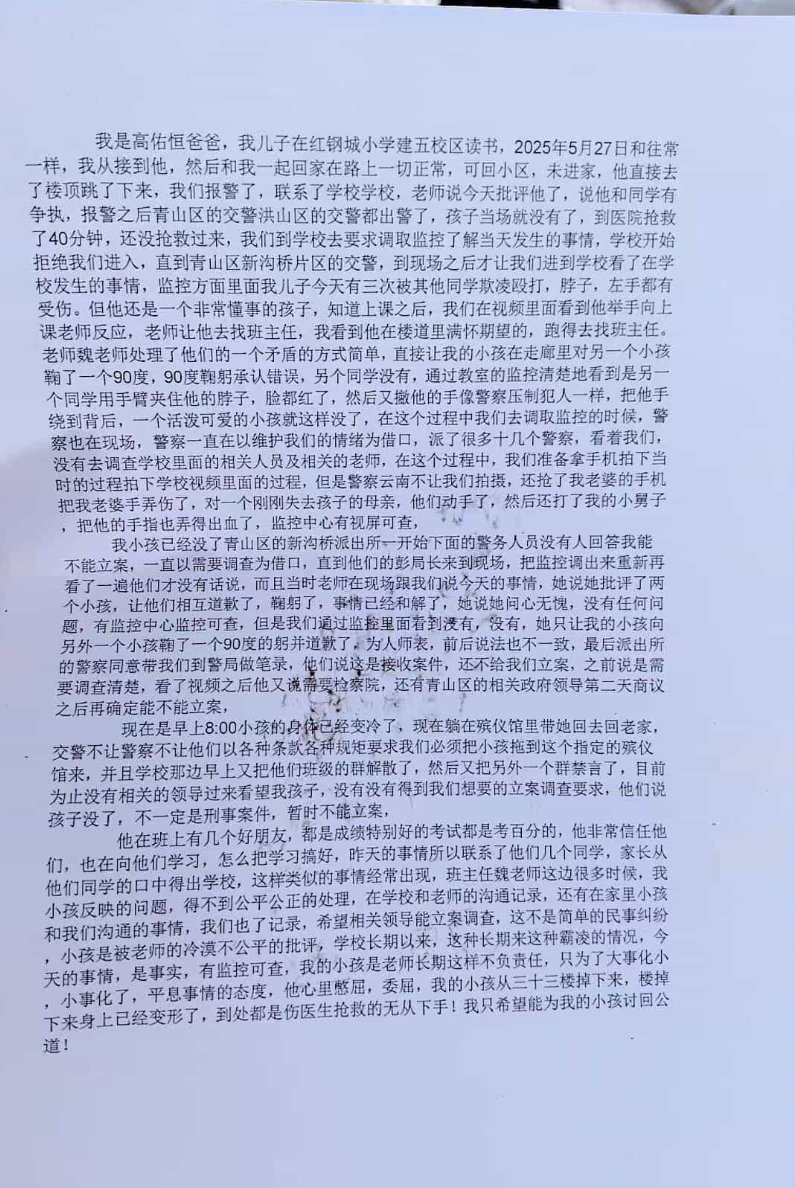 我是高佑恒爸爸，我儿子在红钢城小学建五校区读书，2025年5月27日和往常
一样，我从接到他，然后和我一起回家在路上一切正常，可回小区，未进家，他直接去
了楼顶跳了下来，我们报警了，联系了学校学校，老师说今天批评他了，说他和同学有
争执，报警之后青山区的交警洪山区的交警都出警了，孩子当场就没有了，到医院抢救
了40分钟，还没抢救过来，我们到学校去要求调取监控了解当天发生的事情，学校开始
拒绝我们进入，直到青山区新沟桥片区的交警，到现场之后才让我们进到学校看了在学
校发生的事情，监控方面里面我儿子今天有三次被其他同学欺凌殴打，脖子，左手都有
受伤。但他还是一个非常懂事的孩子，知道上课之后，我们在视频里面看到他举手向上
课老师反应，老师让他去找班主任，我看到他在楼道里满怀期望的，跑得去找班主任。
老师魏老师处理了他们的一个矛盾的方式简单，直接让我的小孩在走廊里对另一个小孩
鞠了一个90度，90度鞠躬承认错误，另个同学没有，通过教室的监控清楚地看到是另一
个同学用手臂夹住他的脖子，脸都红了，然后又撇他的手像警察压制犯人一样，把他手
绕到背后，一个活泼可爱的小孩就这样没了，在这个过程中我们去调取监控的时候，警
察也在现场，警察一直在以维护我们的情绪为借口，派了很多十几个警察，看着我们，
没有去调查学校里面的相关人员及相关的老师，在这个过程中，我们准备拿手机拍下当
时的过程拍下学校视频里面的过程，但是警察云南不让我们拍摄，还抢了我老婆的手机
把我老婆手弄伤了，对一个刚刚失去孩子的母亲，他们动手了，然后还打了我的小舅子
，把他的手指也弄得出血了，监控中心有视屏可查，
我小孩已经没了青山区的新沟桥派出所一开始下面的警务人员没有人回答我能
不能立案，一直以需要调查为借口，直到他们的彭局长来到现场，把监控调出来重新再
看了一遍他们才没有话说，而且当时老师在现场跟我们说今天的事情，她说她批评了两
个小孩，让他们相互道歉了，鞠躬了，事情已经和解了，她说她问心无愧，没有任何问
题，有监控中心监控可查，但是我们通过监控里面看到没有，没有，她只让我的小孩向
另外一个小孩鞠了一个90度的躬并道歉了，为人师表，前后说法也不一致，最后派出所
的警察同意带我们到警局做笔录，他们说这是接收案件，还不给我们立案，之前说是需
要调查清楚，看了视频之后他又说需要检察院，还有青山区的相关政府领导第二天商议
之后再确定能不能立案，
现在是早上8:00小孩的身体已经变冷了，现在躺在殡仪馆里带她回去回老家，
交警不让警察不让他们以各种条款各种规矩要求我们必须把小孩拖到这个指定的殡仪
馆来，并且学校那边早上又把他们班级的群解散了，然后又把另外一个群禁言了，目前
为止没有相关的领导过来看望我孩子，没有没有得到我们想要的立案调查要求，他们说
孩子没了，不一定是刑事案件，暂时不能立案，
他在班上有几个好朋友，都是成绩特别好的考试都是考百分的，他非常信任他
们，也在向他们学习，怎么把学习搞好，昨天的事情所以联系了他们几个同学，家长从
他们同学的口中得出学校，这样类似的事情经常出现，班主任魏老师这边很多时候，我
小孩反映的问题，得不到公平公正的处理，在学校和老师的沟通记录，还有在家里小孩
和我们沟通的事情，我们也了记录，希望相关领导能立案调查，这不是简单的民事纠纷
，小孩是被老师的冷漠不公平的批评，学校长期以来，这种长期来这种霸凌的情况，今
天的事情，是事实，有监控可查，我的小孩是老师长期这样不负责任，只为了大事化小
，小事化了，平息事情的态度，他心里憋屈，委屈，我的小孩从三十三楼掉下来，楼掉
下来身上已经变形了，到处都是伤医生抢救的无从下手！我只希望能为我的小孩讨回公
道！